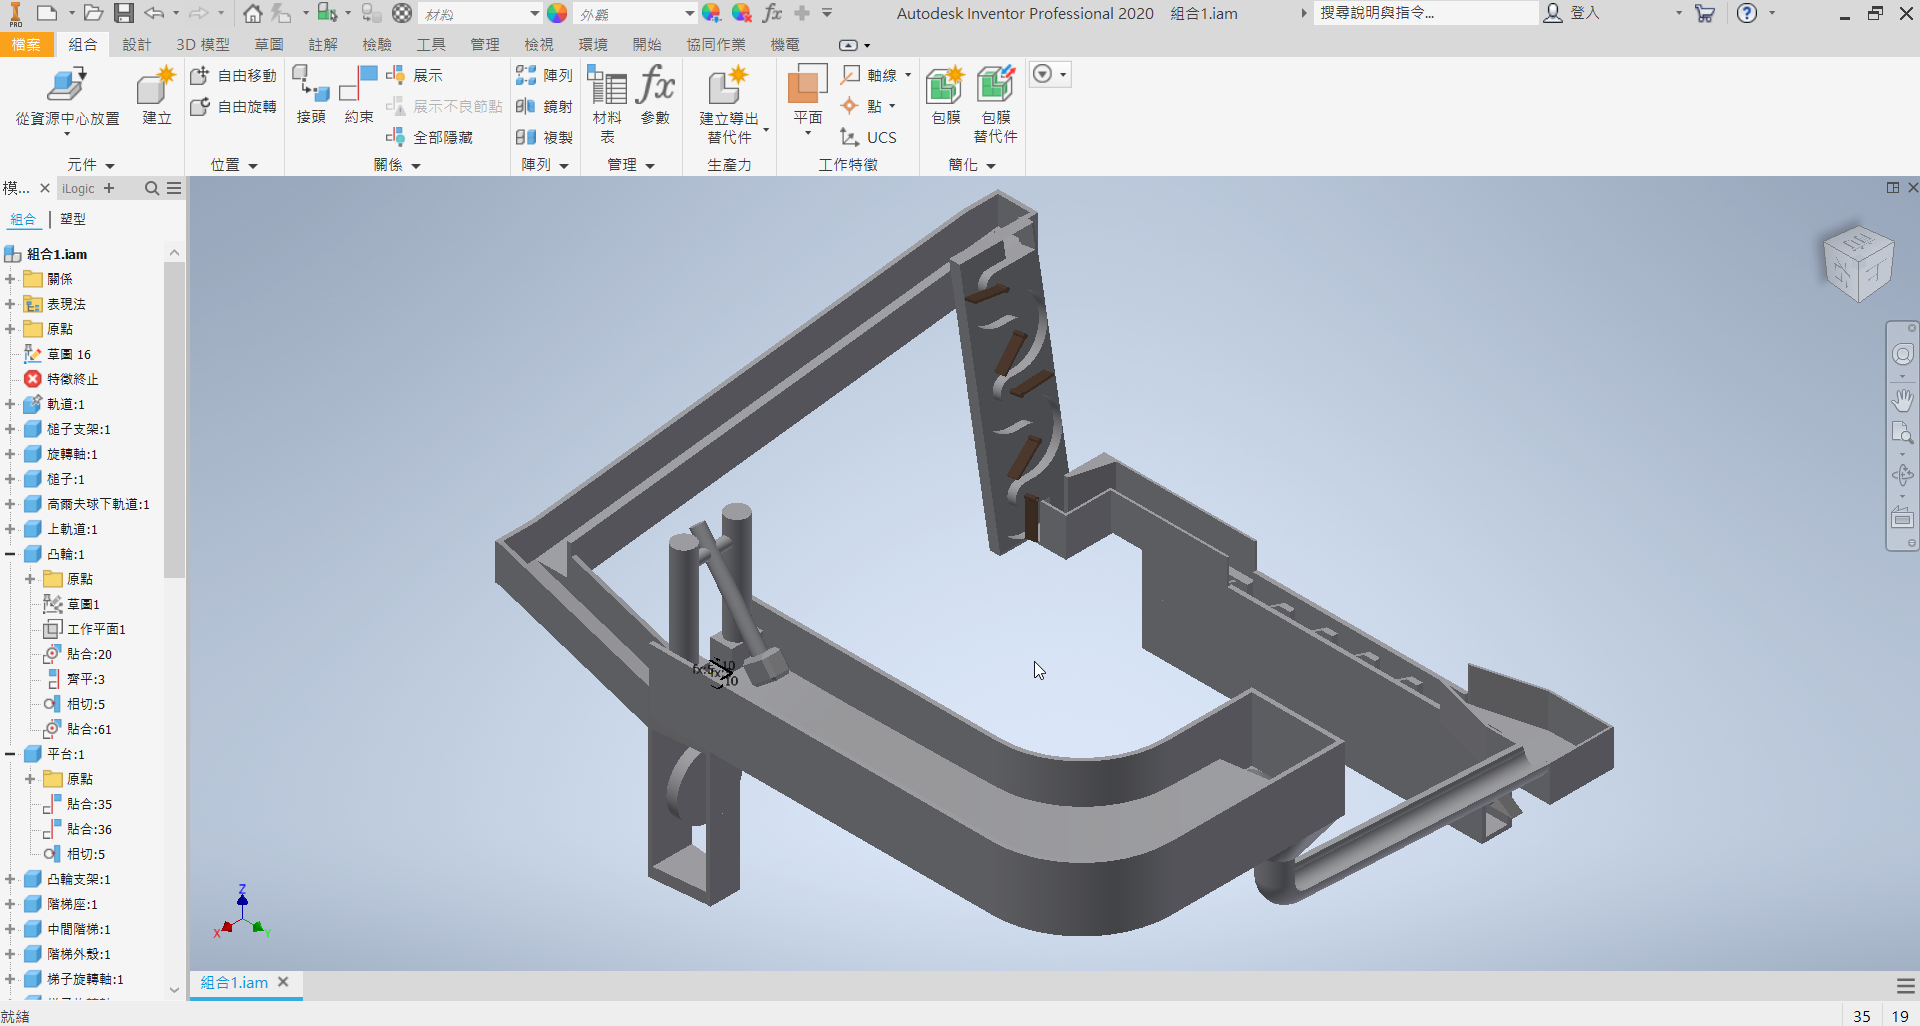 PRO
材料
外觀
fx
Autodesk Inventor Professional 2020 組合1.iam
搜尋說明與指令...
登入
檔案
組合
設計
3D 模型
草圖
註解
檢驗
工具
管理
檢視
環境
開始
協同作業
機電
從資源中心放置
建立
自由移動
自由旋轉
接頭
約束
展示
展示不良節點
全部隱藏
陣列
鏡射
複製
材料表
fx
參數
建立導出替代件
平面
軸線
點
UCS
包膜
包膜替代件
元件
位置
關係
陣列
管理
生產力
工作特徵
簡化
模...
iLogic
組合
塑型
組合1.iam
關係
表現法
原點
草圖 16
特徵終止
軌道:1
槌子支架:1
旋轉軸:1
槌子:1
高爾夫球下軌道:1
上軌道:1
凸輪:1
原點
草圖1
工作平面1
貼合:20
齊平:3
相切:5
貼合:61
平台:1
原點
貼合:35
貼合:36
相切:5
凸輪支架:1
階梯座:1
中間階梯:1
階梯外殼:1
梯子旋轉軸:1
Z
X
Y
組合1.iam
就緒
35
19